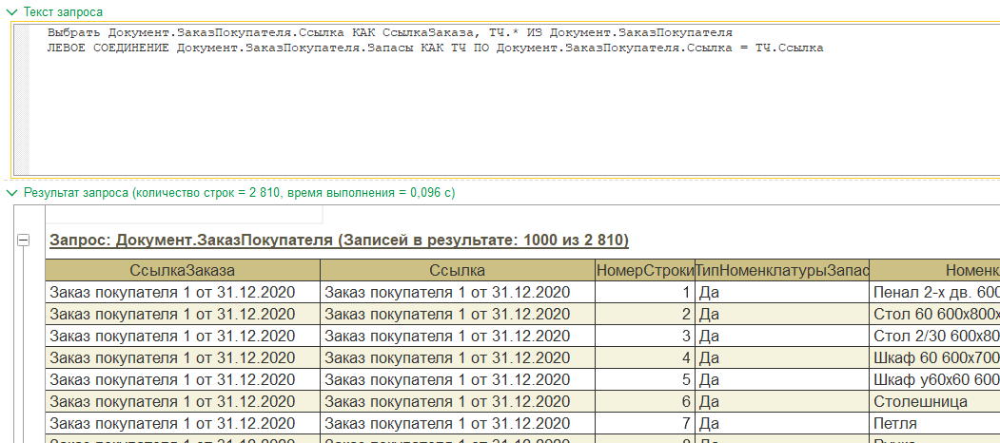 Текст запроса
Выбрать Документ.ЗаказПокупателя.Ссылка КАК СсылкаЗаказа, ТЧ.* ИЗ Документ.ЗаказПокупателя
ЛЕВОЕ СОЕДИНЕНИЕ Документ.ЗаказПокупателя.Запасы КАК ТЧ ПО Документ.ЗаказПокупателя.Ссылка = ТЧ.Ссылка
Результат запроса (количество строк = 2 810, время выполнения = 0,096 с)
Запрос: Документ.ЗаказПокупателя (Записей в результате: 1000 из 2 810)
СсылкаЗаказа Ссылка НомерСтроки ТипНоменклатурыЗапас Номенк
Заказ покупателя 1 от 31.12.2020 Заказ покупателя 1 от 31.12.2020 1 Да Пенал 2-х дв. 600
Заказ покупателя 1 от 31.12.2020 Заказ покупателя 1 от 31.12.2020 2 Да Стол 60 600х800х
Заказ покупателя 1 от 31.12.2020 Заказ покупателя 1 от 31.12.2020 3 Да Стол 2/30 600х80
Заказ покупателя 1 от 31.12.2020 Заказ покупателя 1 от 31.12.2020 4 Да Шкаф 60 600х700
Заказ покупателя 1 от 31.12.2020 Заказ покупателя 1 от 31.12.2020 5 Да Шкаф у60х60 600
Заказ покупателя 1 от 31.12.2020 Заказ покупателя 1 от 31.12.2020 6 Да Столешница
Заказ покупателя 1 от 31.12.2020 Заказ покупателя 1 от 31.12.2020 7 Да Петля